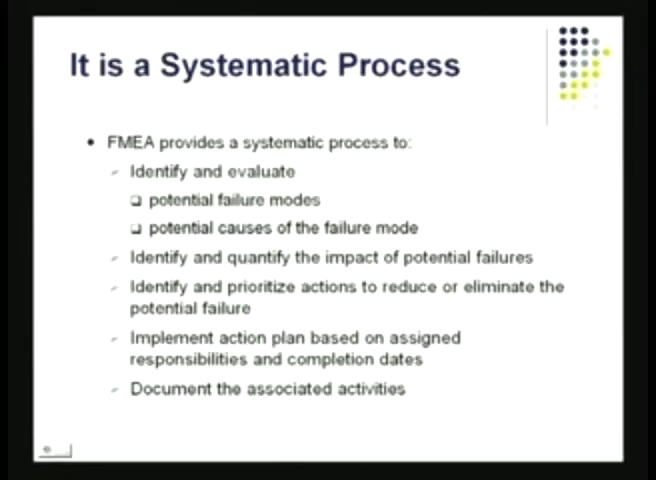 It is a Systematic Process
FMEA provides a systematic process to:
Identify and evaluate
potential failure modes
potential causes of the failure mode
Identify and quantify the impact of potential failures
Identify and prioritize actions to reduce or eliminate the
potential failure
Implement action plan based on assigned
responsibilities and completion dates
Document the associated activities